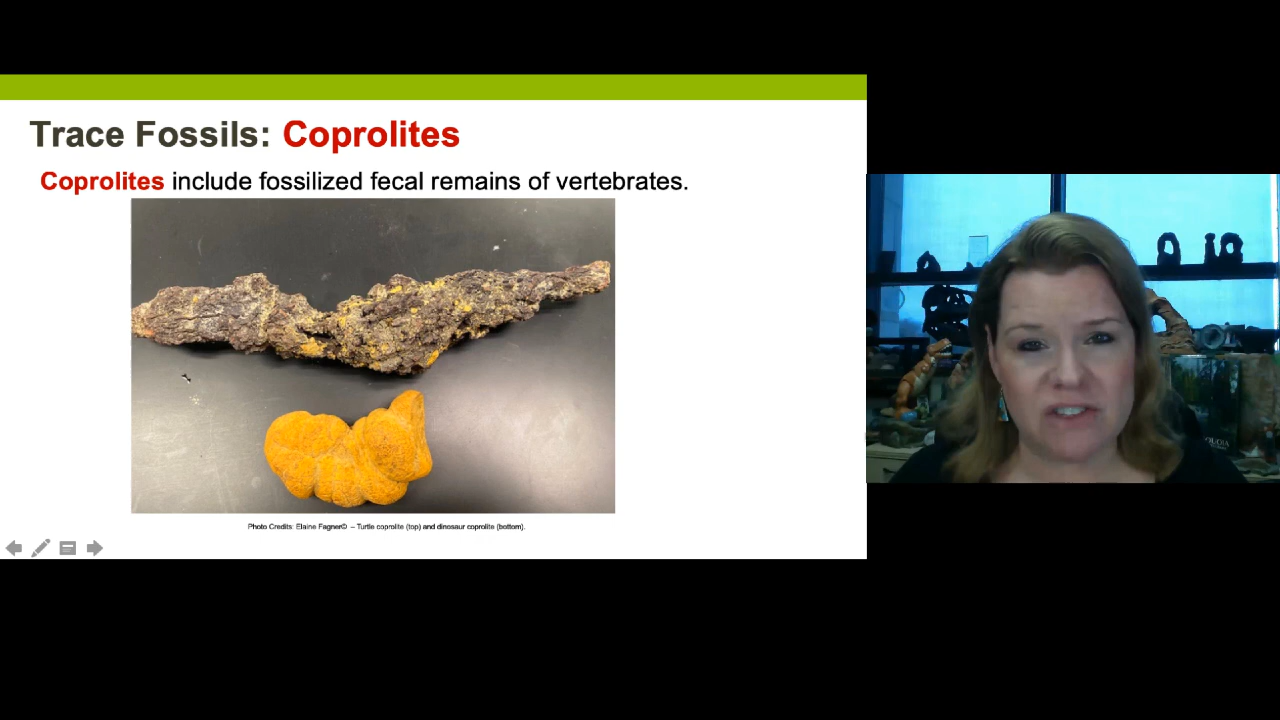 Trace Fossils: Coprolites
Coprolites include fossilized fecal remains of vertebrates.
Photo Credits: Elaine Fagner© – Turtle coprolite (top) and dinosaur coprolite (bottom).